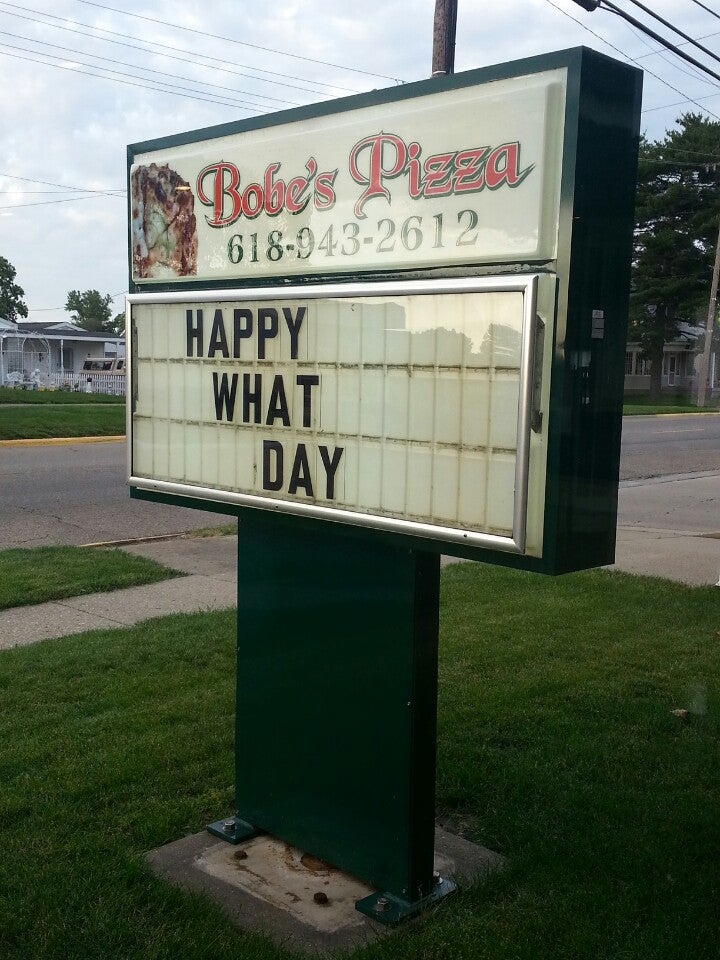 Bobe's Pizza
618-943-2612
HAPPY
WHAT
DAY